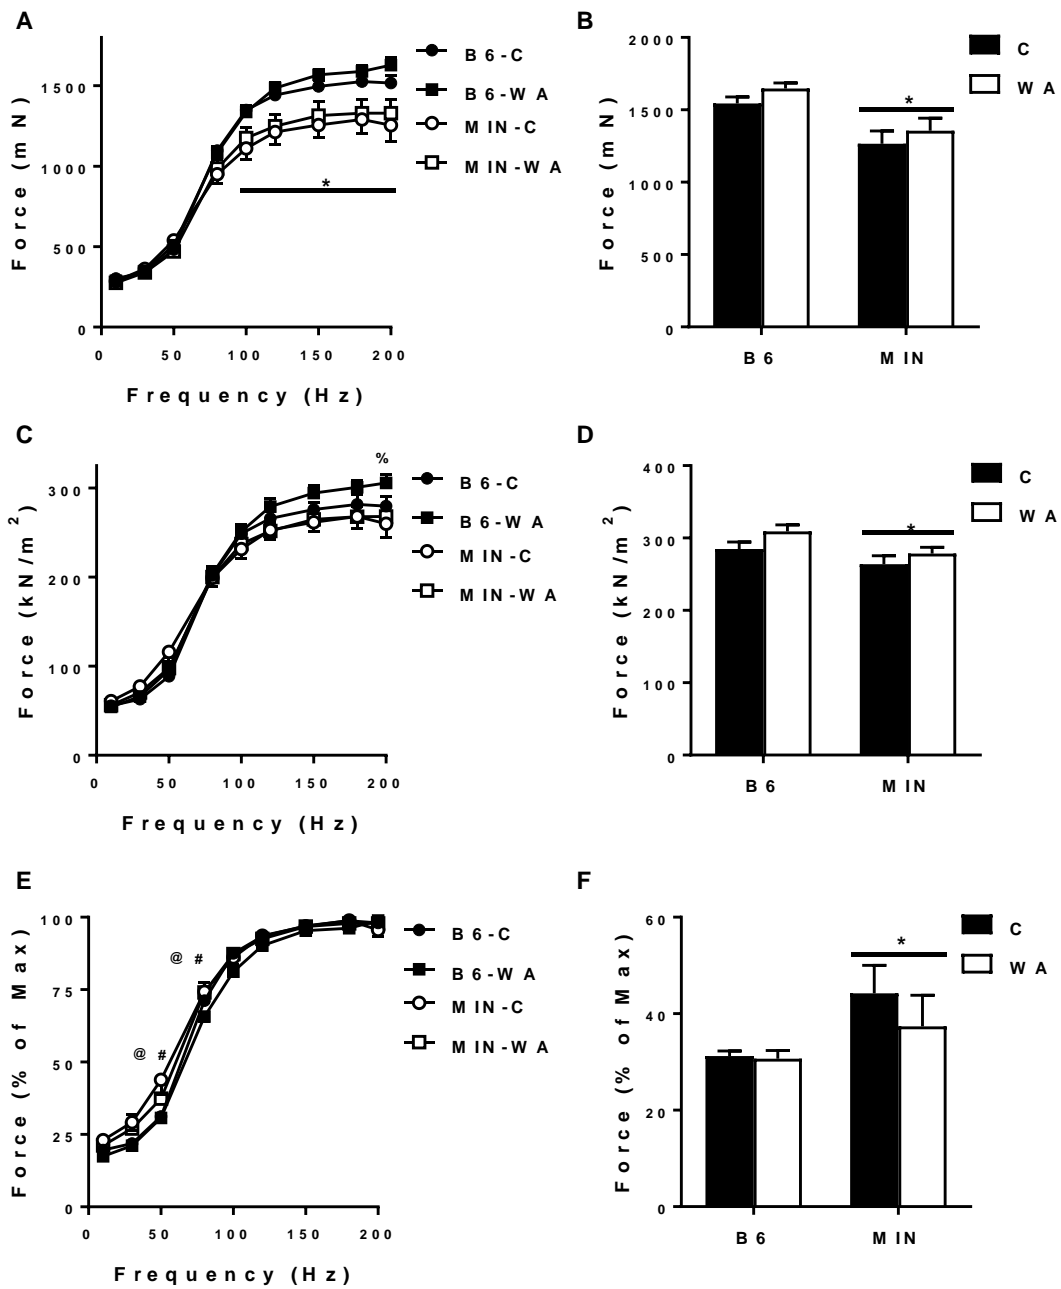 A
Force (mN)
1500
1000
500
0
0 50 100 150 200
Frequency (Hz)
B6-C
B6-WA
MIN-C
MIN-WA
*
B
Force (mN)
2000
1500
1000
500
0
B6 MIN
*
C
WA
C
Force (kN/m²)
300
200
100
0
0 50 100 150 200
Frequency (Hz)
%
B6-C
B6-WA
MIN-C
MIN-WA
D
Force (kN/m²)
400
300
200
100
0
B6 MIN
*
C
WA
E
Force (% of Max)
100
75
50
25
0
0 50 100 150 200
Frequency (Hz)
@ #
@ #
B6-C
B6-WA
MIN-C
MIN-WA
F
Force (% of Max)
60
40
20
0
B6 MIN
*
C
WA